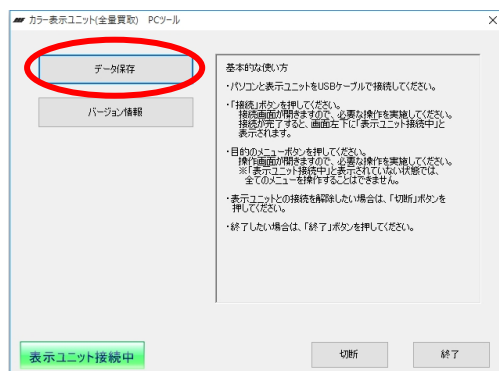 カラー表示ユニット(全量買取) PCツール
データ保存
バージョン情報
基本的な使い方
・パソコンと表示ユニットをUSBケーブルで接続してください。
・「接続」ボタンを押してください。
接続画面が開きますので、必要な操作を実施してください。
接続が完了すると、画面左下に「表示ユニット接続中」と
表示されます。
・目的のメニューボタンを押してください。
操作画面が開きますので、必要な操作を実施してください。
※「表示ユニット接続中」と表示されていない状態では、
全てのメニューを操作することはできません。
・表示ユニットとの接続を解除したい場合は、「切断」ボタンを
押してください。
・終了したい場合は、「終了」ボタンを押してください。
表示ユニット接続中
切断
終了